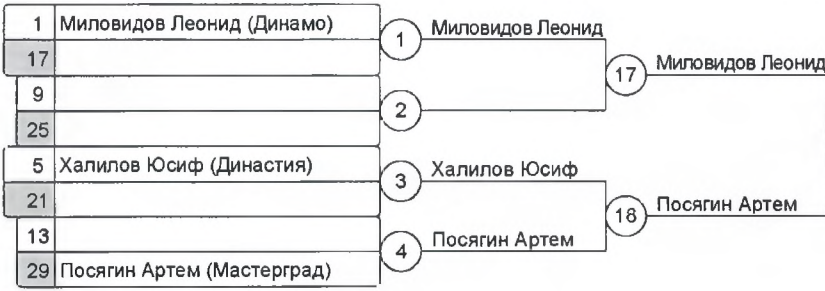 1 Миловидов Леонид (Динамо)
17
1 Миловидов Леонид
9
25
2
17 Миловидов Леонид
5 Халилов Юсиф (Династия)
21
3 Халилов Юсиф
13
29 Посягин Артем (Мастерград)
4 Посягин Артем
18 Посягин Артем